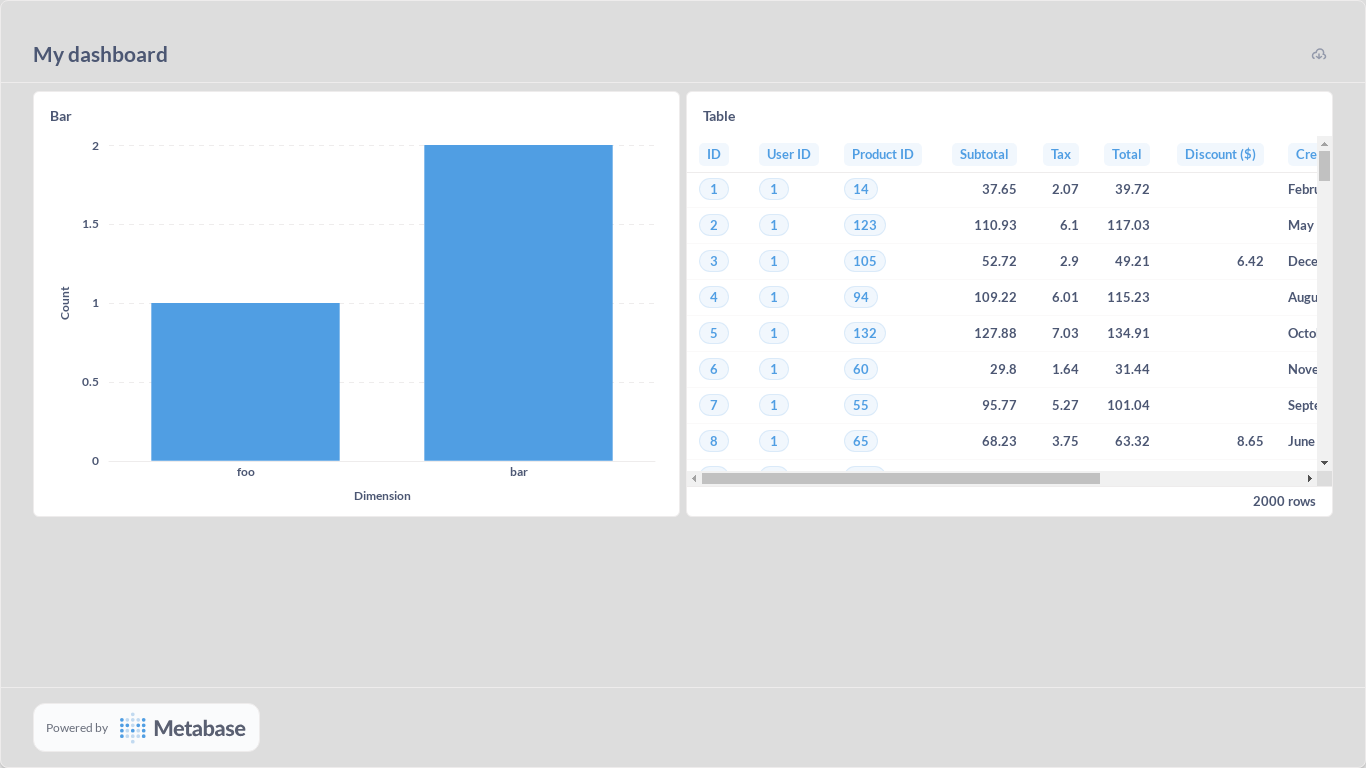 My dashboard
Bar
2
1.5
1
0.5
0
Count
foo bar
Dimension
Table
ID User ID Product ID Subtotal Tax Total Discount ($) Cre
1 1 14 37.65 2.07 39.72 Febru
2 1 123 110.93 6.1 117.03 May
3 1 105 52.72 2.9 49.21 6.42 Dece
4 1 94 109.22 6.01 115.23 Augu
5 1 132 127.88 7.03 134.91 Octo
6 1 60 29.8 1.64 31.44 Nove
7 1 55 95.77 5.27 101.04 Septe
8 1 65 68.23 3.75 63.32 8.65 June
2000 rows
Powered by Metabase